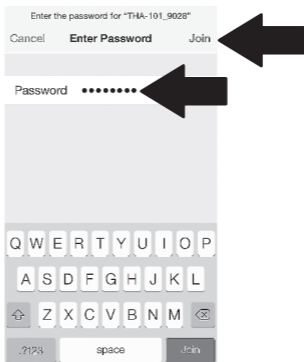 Enter the password for "THA-101_9028"
Cancel Enter Password Join
Password ••••••••
Q W E R T Y U I O P
A S D F G H J K L
Z X C V B N M
.?123 space Join